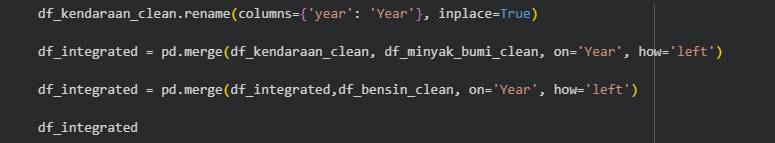 df_kendaraan_clean.rename(columns={'year': 'Year'}, inplace=True)
df_integrated = pd.merge(df_kendaraan_clean, df_minyak_bumi_clean, on='Year', how='left')
df_integrated = pd.merge(df_integrated,df_bensin_clean, on='Year', how='left')
df_integrated